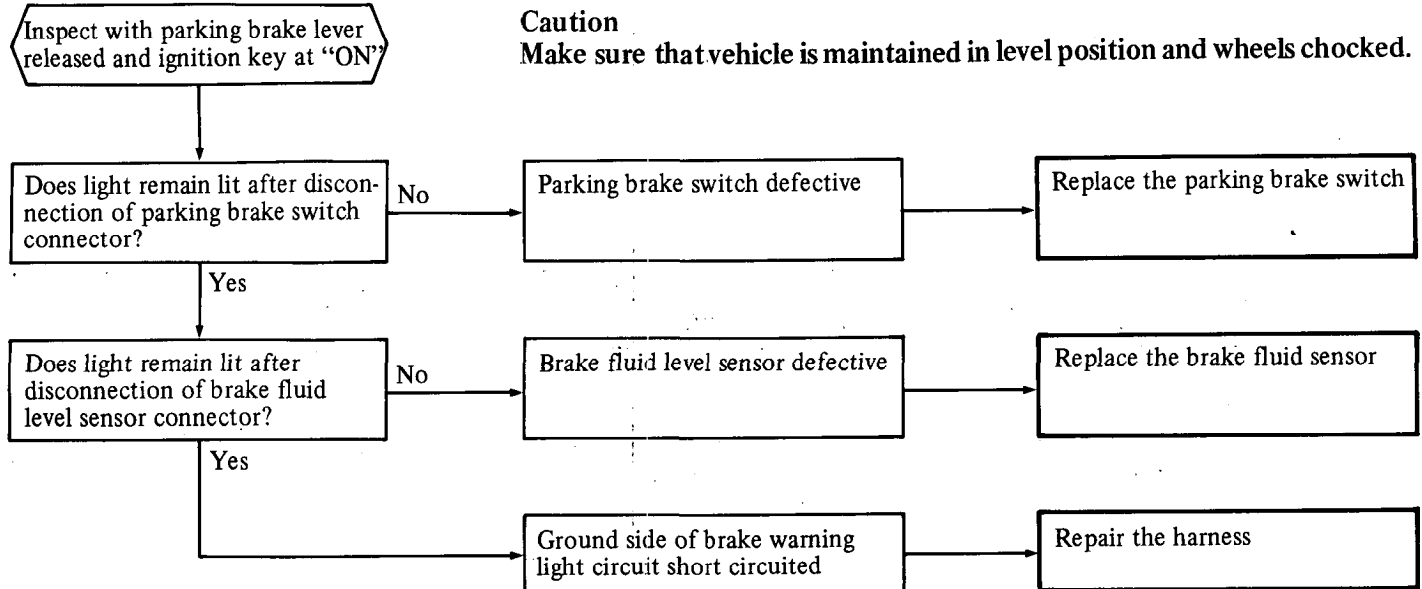 Inspect with parking brake lever
released and ignition key at “ON”
Caution
Make sure that vehicle is maintained in level position and wheels chocked.
Does light remain lit after discon-
nection of parking brake switch
connector?
No
Parking brake switch defective
Replace the parking brake switch
Yes
Does light remain lit after
disconnection of brake fluid
level sensor connector?
No
Brake fluid level sensor defective
Replace the brake fluid sensor
Yes
Ground side of brake warning
light circuit short circuited
Repair the harness